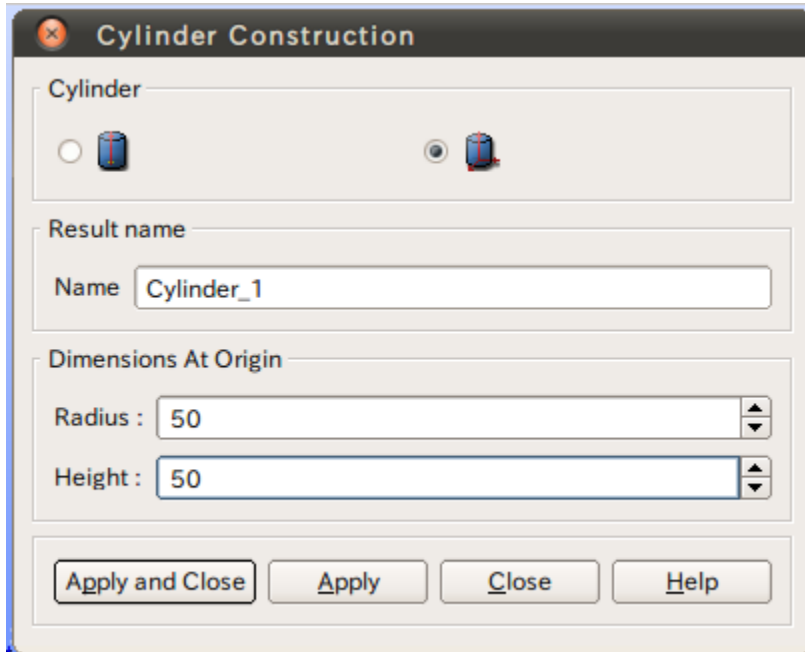 Cylinder Construction
Cylinder
Result name
Name Cylinder_1
Dimensions At Origin
Radius : 50
Height : 50
Apply and Close Apply Close Help